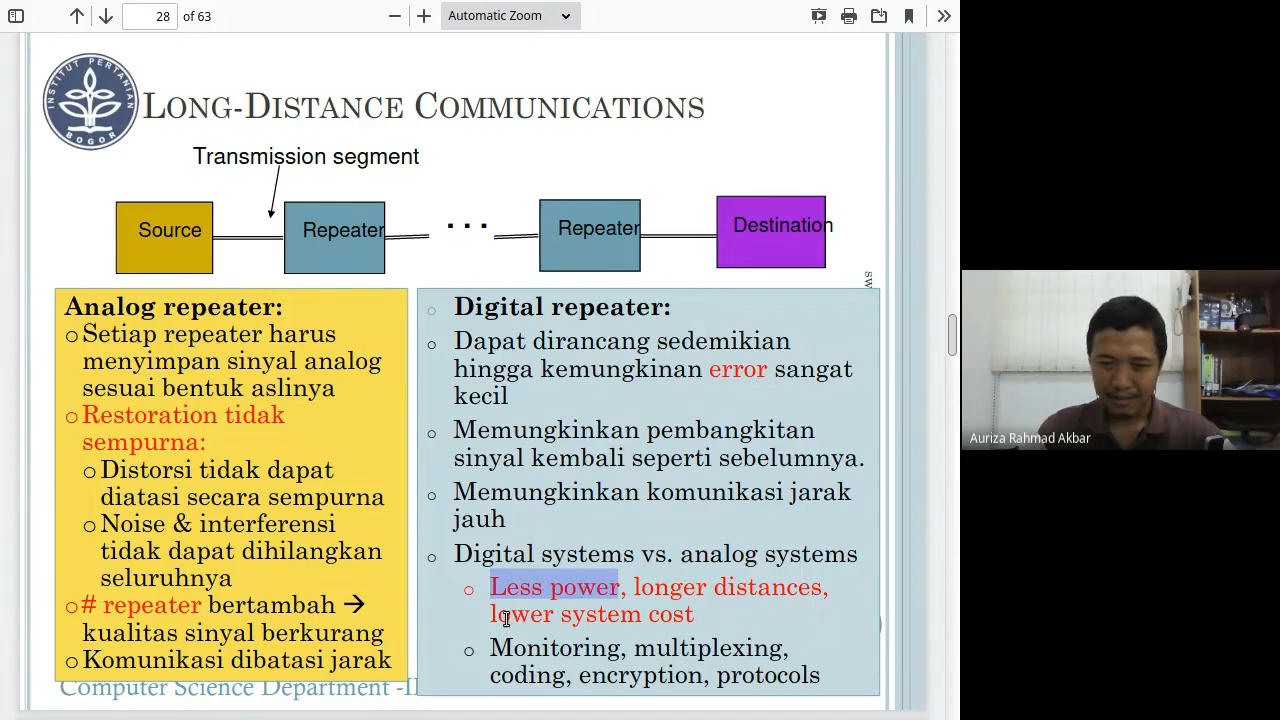 28 of 63
Automatic Zoom
INSTITUT PERTANIAN
BOGOR
LONG-DISTANCE COMMUNICATIONS
Transmission segment
Source
Repeater
. . .
Repeater
Destination
sw
Analog repeater:
Setiap repeater harus
menyimpan sinyal analog
sesuai bentuk aslinya
Restoration tidak
sempurna:
Distorsi tidak dapat
diatasi secara sempurna
Noise & interferensi
tidak dapat dihilangkan
seluruhnya
# repeater bertambah →
kualitas sinyal berkurang
Komunikasi dibatasi jarak
Digital repeater:
Dapat dirancang sedemikian
hingga kemungkinan error sangat
kecil
Memungkinkan pembangkitan
sinyal kembali seperti sebelumnya.
Memungkinkan komunikasi jarak
jauh
Digital systems vs. analog systems
Less power, longer distances,
lower system cost
Monitoring, multiplexing,
coding, encryption, protocols
Computer Science Department -I
Auriza Rahmad Akbar